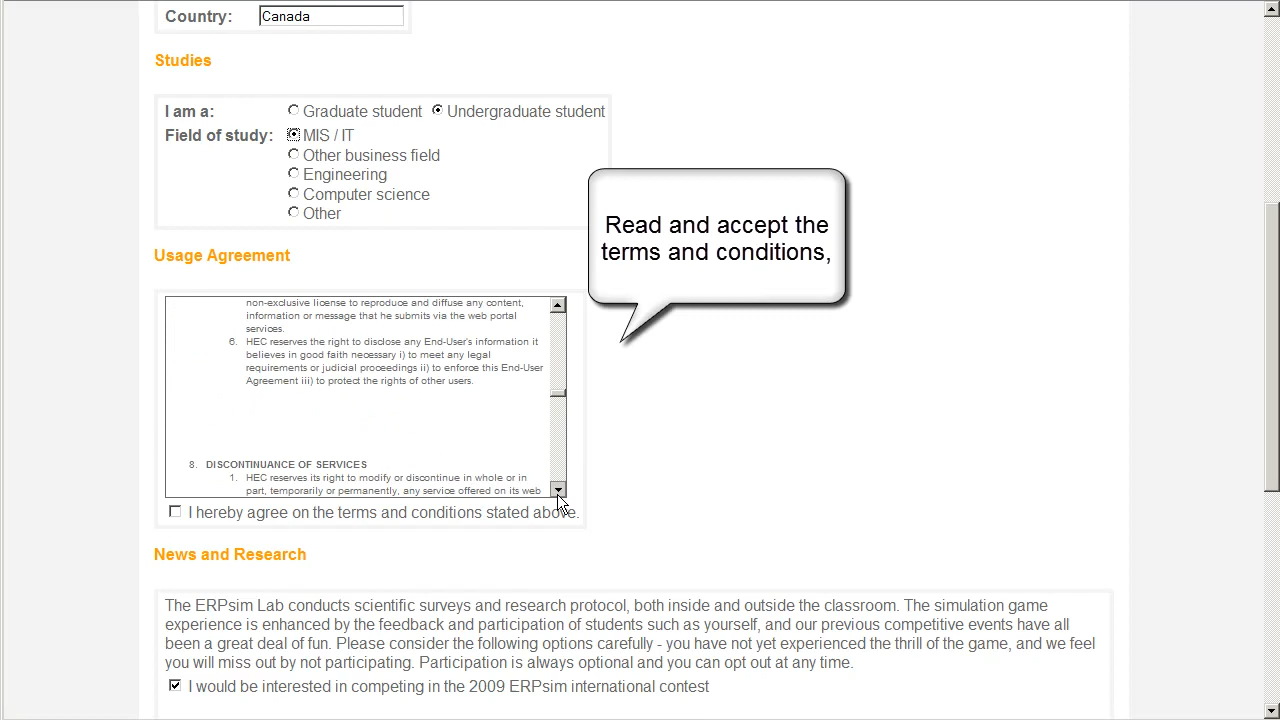 Country: Canada
Studies
I am a: Graduate student Undergraduate student
Field of study: MIS / IT
Other business field
Engineering
Computer science
Other
Read and accept the
terms and conditions,
Usage Agreement
non-exclusive license to reproduce and diffuse any content,
information or message that he submits via the web portal
services.
6. HEC reserves the right to disclose any End-User's information it
believes in good faith necessary i) to meet any legal
requirements or judicial proceedings ii) to enforce this End-User
Agreement iii) to protect the rights of other users.
8. DISCONTINUANCE OF SERVICES
1. HEC reserves its right to modify or discontinue in whole or in
part, temporarily or permanently, any service offered on its web
I hereby agree on the terms and conditions stated above.
News and Research
The ERPsim Lab conducts scientific surveys and research protocol, both inside and outside the classroom. The simulation game
experience is enhanced by the feedback and participation of students such as yourself, and our previous competitive events have all
been a great deal of fun. Please consider the following options carefully - you have not yet experienced the thrill of the game, and we feel
you will miss out by not participating. Participation is always optional and you can opt out at any time.
I would be interested in competing in the 2009 ERPsim international contest